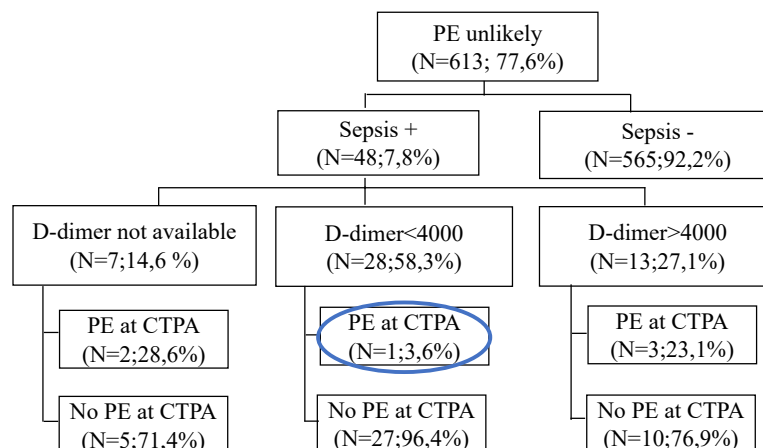 PE unlikely
(N=613; 77,6%)
Sepsis +
(N=48;7,8%)
Sepsis -
(N=565;92,2%)
D-dimer not available
(N=7;14,6 %)
D-dimer<4000
(N=28;58,3%)
D-dimer>4000
(N=13;27,1%)
PE at CTPA
(N=2;28,6%)
PE at CTPA
(N=1;3,6%)
PE at CTPA
(N=3;23,1%)
No PE at CTPA
(N=5;71,4%)
No PE at CTPA
(N=27;96,4%)
No PE at CTPA
(N=10;76,9%)